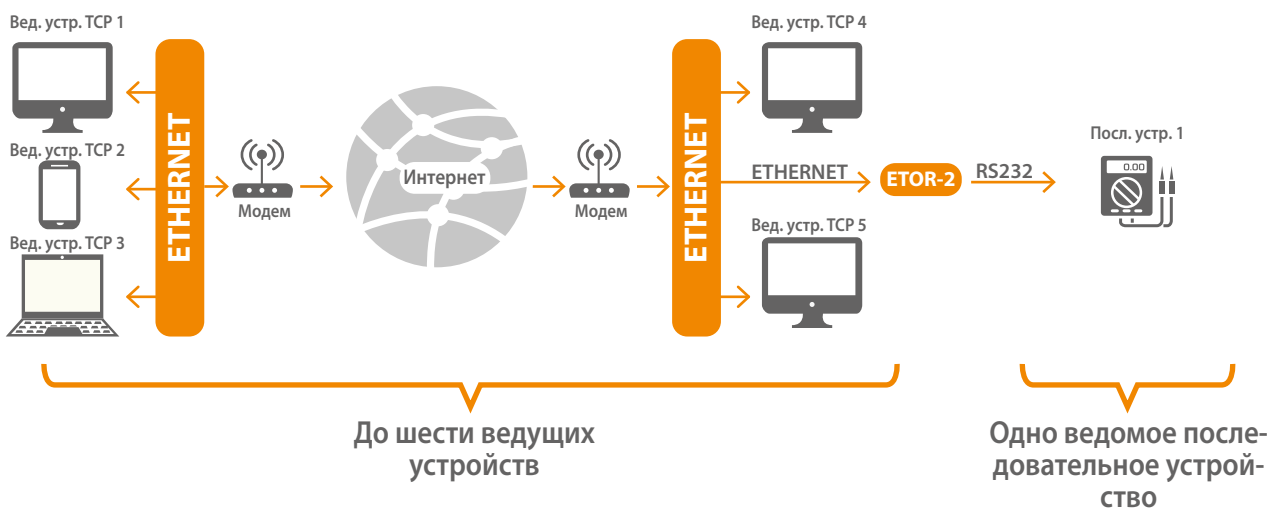 Вед. устр. TCP 1
Вед. устр. TCP 2
Вед. устр. TCP 3
ETHERNET
Модем
Интернет
Модем
ETHERNET
Вед. устр. TCP 4
ETHERNET
ETOR-2
RS232
Вед. устр. TCP 5
Посл. устр. 1
0.00
До шести ведущих
устройств
Одно ведомое после-
довательное устрой-
ство